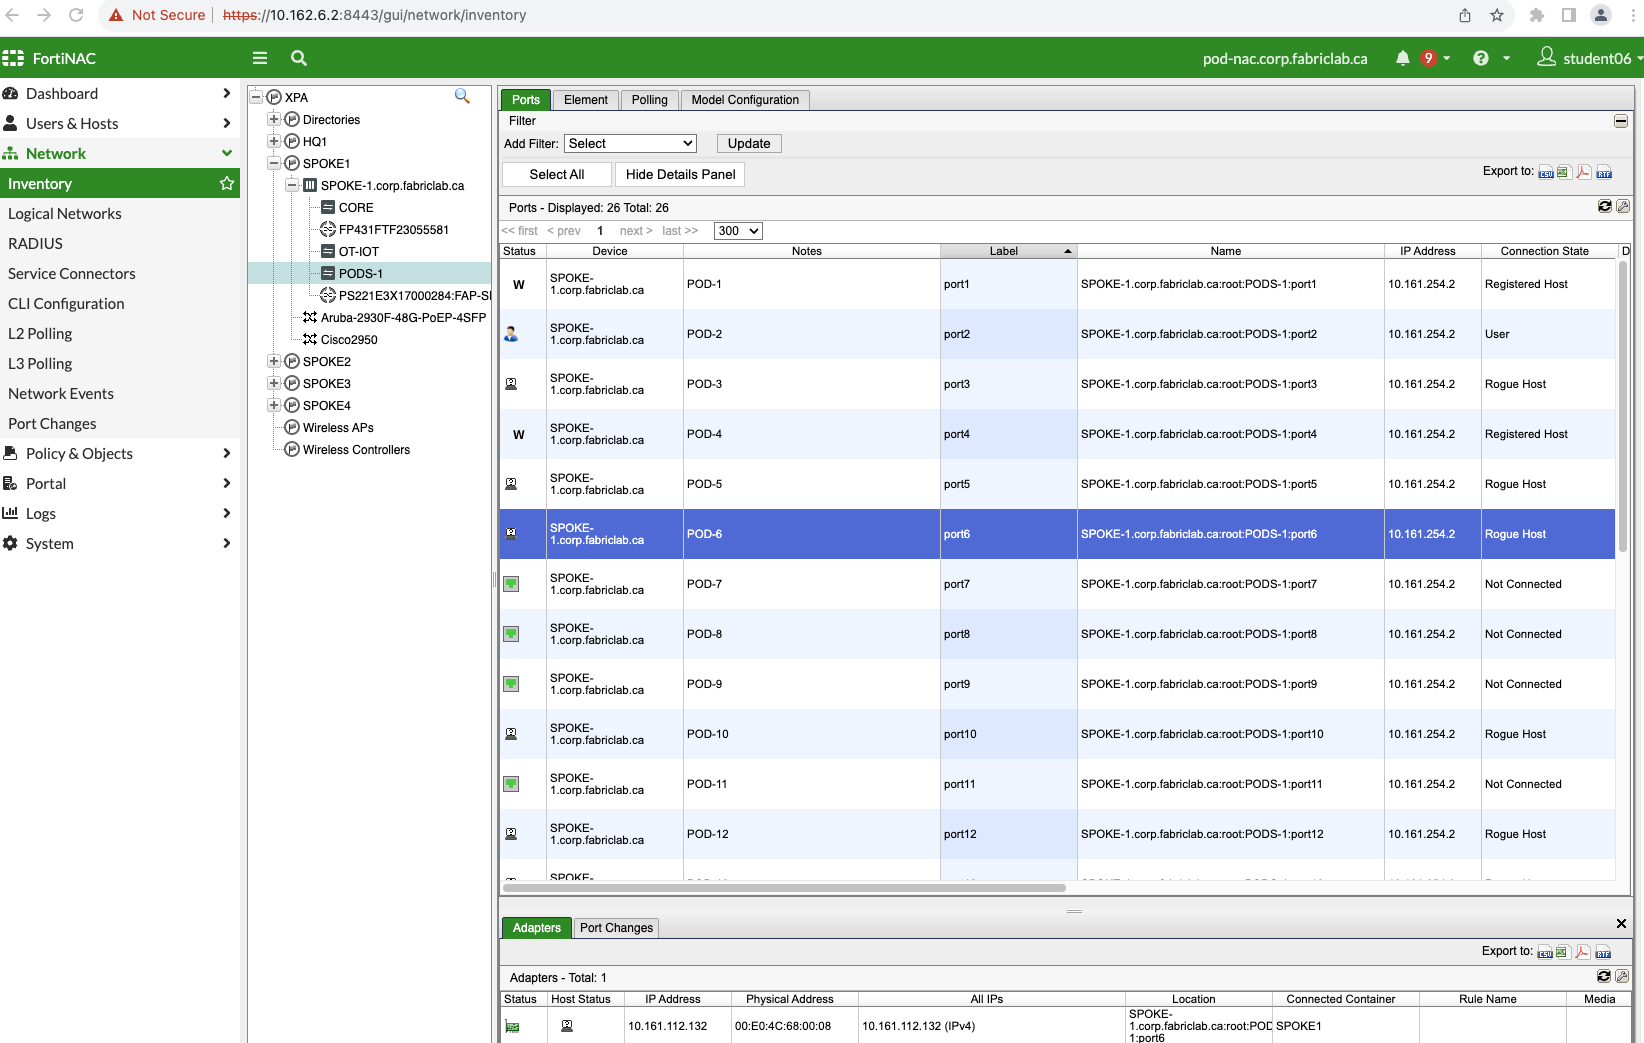 Not Secure | https://10.162.6.2:8443/gui/network/inventory
FortiNAC
pod-nac.corp.fabriclab.ca
9
student06
Dashboard
Users & Hosts
Network
Inventory
Logical Networks
RADIUS
Service Connectors
CLI Configuration
L2 Polling
L3 Polling
Network Events
Port Changes
Policy & Objects
Portal
Logs
System
XPA
Directories
HQ1
SPOKE1
SPOKE-1.corp.fabriclab.ca
CORE
FP431FTF23055581
OT-IOT
PODS-1
PS221E3X17000284:FAP-S
Aruba-2930F-48G-PoEP-4SFP
Cisco2950
SPOKE2
SPOKE3
SPOKE4
Wireless APs
Wireless Controllers
Ports Element Polling Model Configuration
Filter
Add Filter: Select Update
Select All Hide Details Panel Export to:
Ports - Displayed: 26 Total: 26
<< first < prev 1 next > last >> 300
Status Device Notes Label Name IP Address Connection State D
W SPOKE-1.corp.fabriclab.ca POD-1 port1 SPOKE-1.corp.fabriclab.ca:root:PODS-1:port1 10.161.254.2 Registered Host
SPOKE-1.corp.fabriclab.ca POD-2 port2 SPOKE-1.corp.fabriclab.ca:root:PODS-1:port2 10.161.254.2 User
SPOKE-1.corp.fabriclab.ca POD-3 port3 SPOKE-1.corp.fabriclab.ca:root:PODS-1:port3 10.161.254.2 Rogue Host
W SPOKE-1.corp.fabriclab.ca POD-4 port4 SPOKE-1.corp.fabriclab.ca:root:PODS-1:port4 10.161.254.2 Registered Host
SPOKE-1.corp.fabriclab.ca POD-5 port5 SPOKE-1.corp.fabriclab.ca:root:PODS-1:port5 10.161.254.2 Rogue Host
SPOKE-1.corp.fabriclab.ca POD-6 port6 SPOKE-1.corp.fabriclab.ca:root:PODS-1:port6 10.161.254.2 Rogue Host
SPOKE-1.corp.fabriclab.ca POD-7 port7 SPOKE-1.corp.fabriclab.ca:root:PODS-1:port7 10.161.254.2 Not Connected
SPOKE-1.corp.fabriclab.ca POD-8 port8 SPOKE-1.corp.fabriclab.ca:root:PODS-1:port8 10.161.254.2 Not Connected
SPOKE-1.corp.fabriclab.ca POD-9 port9 SPOKE-1.corp.fabriclab.ca:root:PODS-1:port9 10.161.254.2 Not Connected
SPOKE-1.corp.fabriclab.ca POD-10 port10 SPOKE-1.corp.fabriclab.ca:root:PODS-1:port10 10.161.254.2 Rogue Host
SPOKE-1.corp.fabriclab.ca POD-11 port11 SPOKE-1.corp.fabriclab.ca:root:PODS-1:port11 10.161.254.2 Not Connected
SPOKE-1.corp.fabriclab.ca POD-12 port12 SPOKE-1.corp.fabriclab.ca:root:PODS-1:port12 10.161.254.2 Rogue Host
SPOKE-
Adapters Port Changes
Export to:
Adapters - Total: 1
Status Host Status IP Address Physical Address All IPs Location Connected Container Rule Name Media
10.161.112.132 00:E0:4C:68:00:08 10.161.112.132 (IPv4) SPOKE-1.corp.fabriclab.ca:root:POD 1:port6 SPOKE1